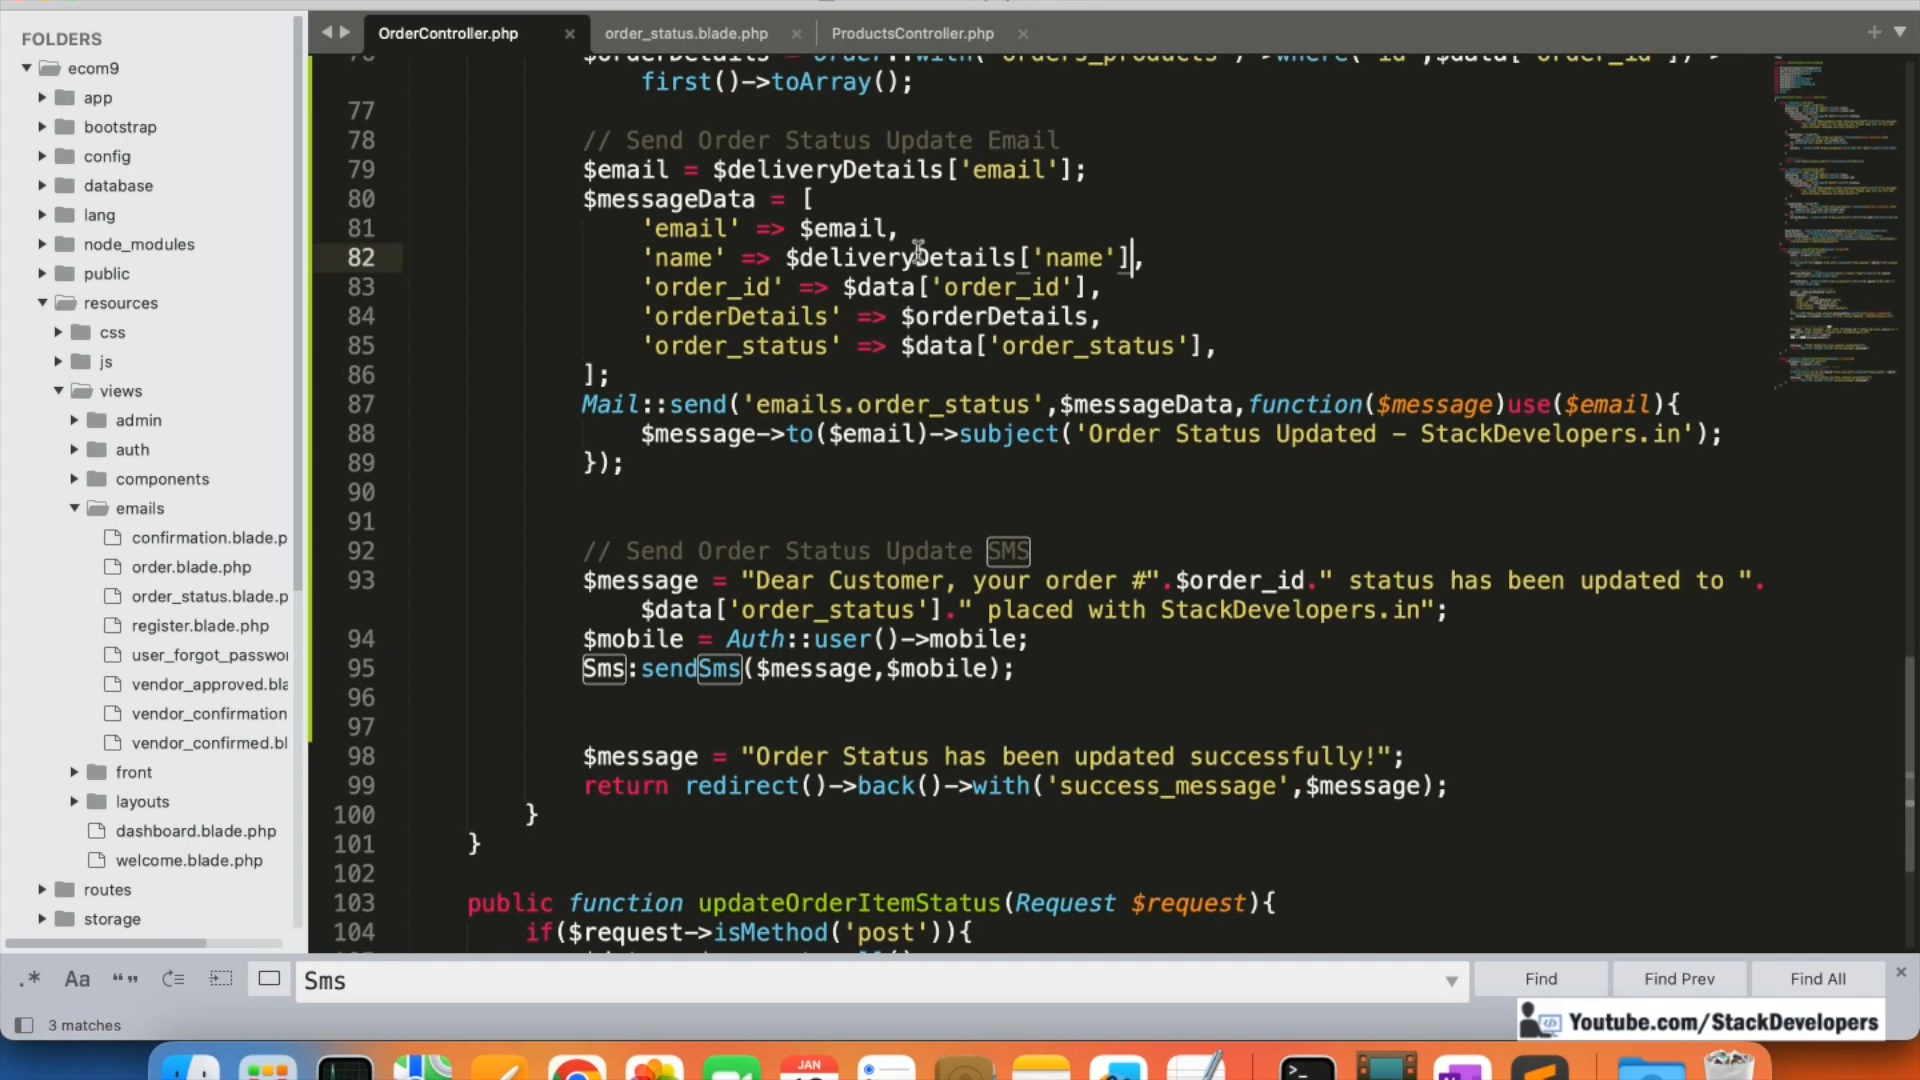 FOLDERS
ecom9
app
bootstrap
config
database
lang
node_modules
public
resources
css
js
views
admin
auth
components
emails
confirmation.blade.p
order.blade.php
order_status.blade.p
register.blade.php
user_forgot_passwor
vendor_approved.bla
vendor_confirmation
vendor_confirmed.bl
front
layouts
dashboard.blade.php
welcome.blade.php
routes
storage
OrderController.php
order_status.blade.php
ProductsController.php
first()->toArray();
77
78 // Send Order Status Update Email
79 $email = $deliveryDetails['email'];
80 $messageData = [
81 'email' => $email,
82 'name' => $deliveryDetails['name'],
83 'order_id' => $data['order_id'],
84 'orderDetails' => $orderDetails,
85 'order_status' => $data['order_status'],
86 ];
87 Mail::send('emails.order_status',$messageData,function($message)use($email){
88 $message->to($email)->subject('Order Status Updated - StackDevelopers.in');
89 });
90
91
92 // Send Order Status Update SMS
93 $message = "Dear Customer, your order #".$order_id." status has been updated to ".
$data['order_status']." placed with StackDevelopers.in";
94 $mobile = Auth::user()->mobile;
95 Sms:sendSms($message,$mobile);
96
97
98 $message = "Order Status has been updated successfully!";
99 return redirect()->back()->with('success_message',$message);
100 }
101 }
102
103 public function updateOrderItemStatus(Request $request){
104 if($request->isMethod('post')){
.* Aa “ ” Sms Find Find Prev Find All
3 matches
Youtube.com/StackDevelopers
JAN